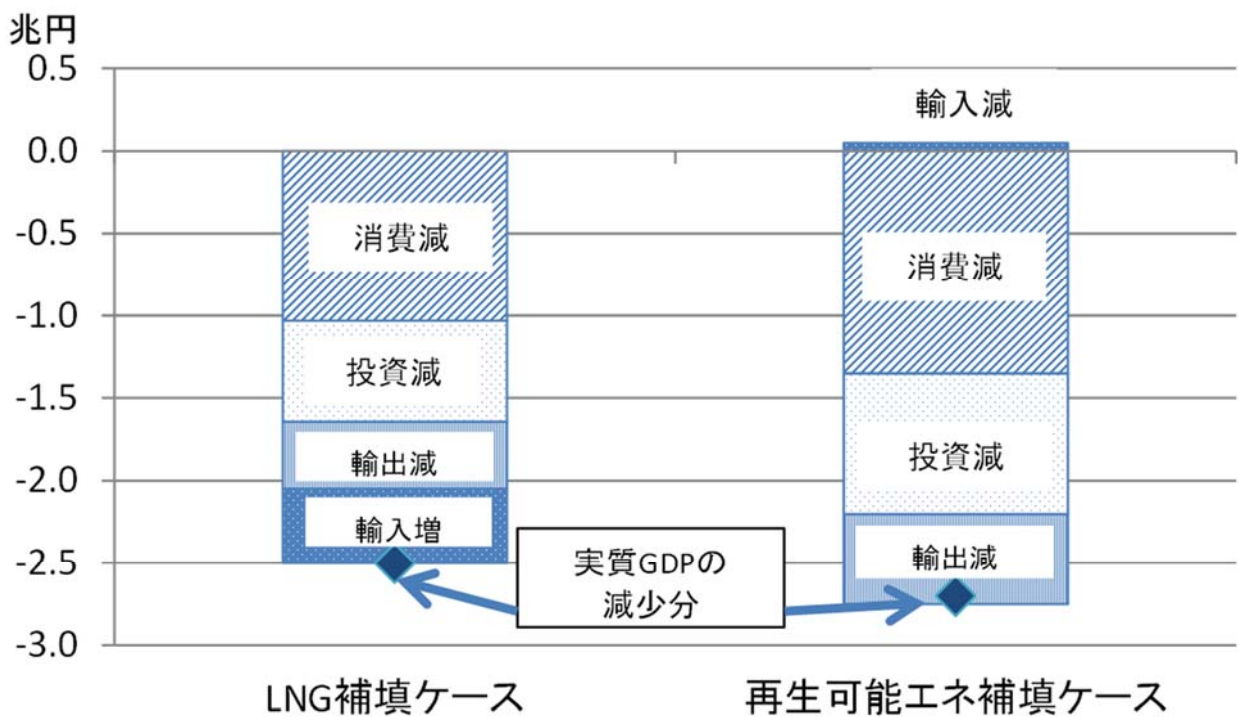 兆円
0.5
0.0
-0.5
-1.0
-1.5
-2.0
-2.5
-3.0
消費減
投資減
輸出減
輸入増
輸入減
消費減
投資減
輸出減
実質GDPの
減少分
LNG補填ケース
再生可能エネ補填ケース